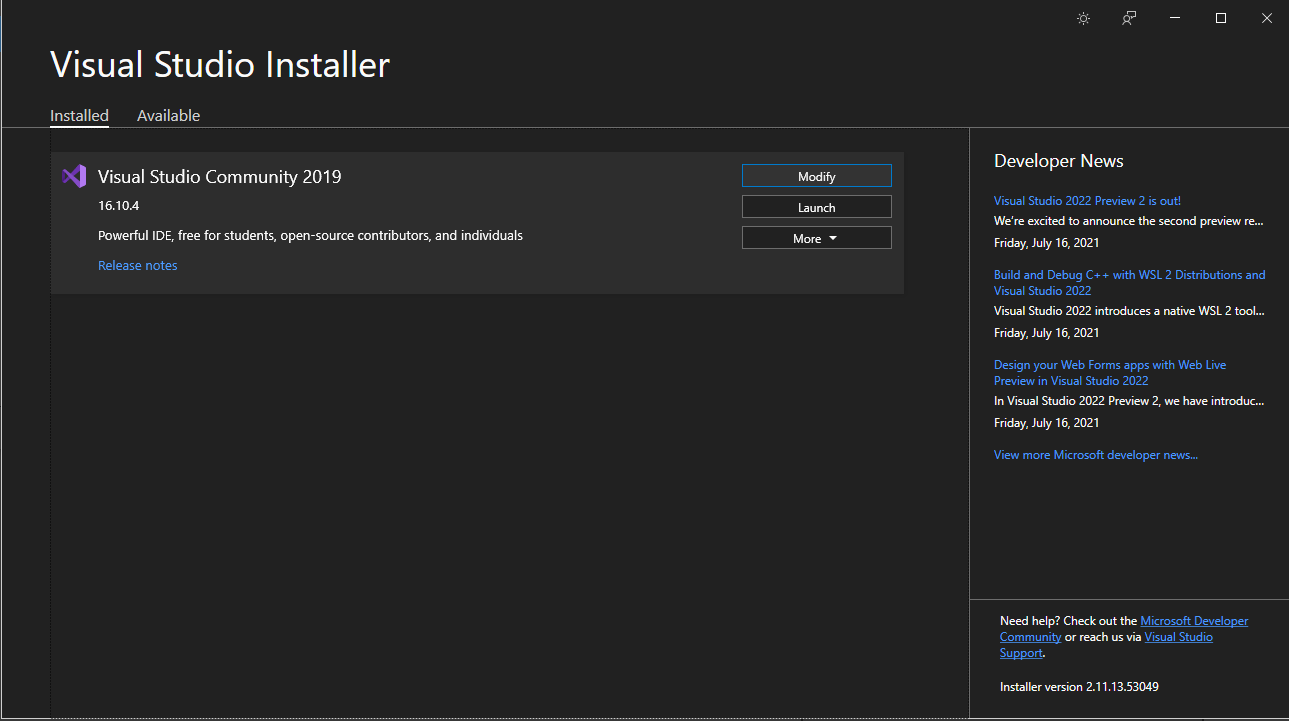 Visual Studio Installer
Installed
Available
Visual Studio Community 2019
16.10.4
Powerful IDE, free for students, open-source contributors, and individuals
Release notes
Modify
Launch
More
Developer News
Visual Studio 2022 Preview 2 is out!
We're excited to announce the second preview re...
Friday, July 16, 2021
Build and Debug C++ with WSL 2 Distributions and
Visual Studio 2022
Visual Studio 2022 introduces a native WSL 2 tool...
Friday, July 16, 2021
Design your Web Forms apps with Web Live
Preview in Visual Studio 2022
In Visual Studio 2022 Preview 2, we have introduc...
Friday, July 16, 2021
View more Microsoft developer news...
Need help? Check out the Microsoft Developer
Community or reach us via Visual Studio
Support.
Installer version 2.11.13.53049